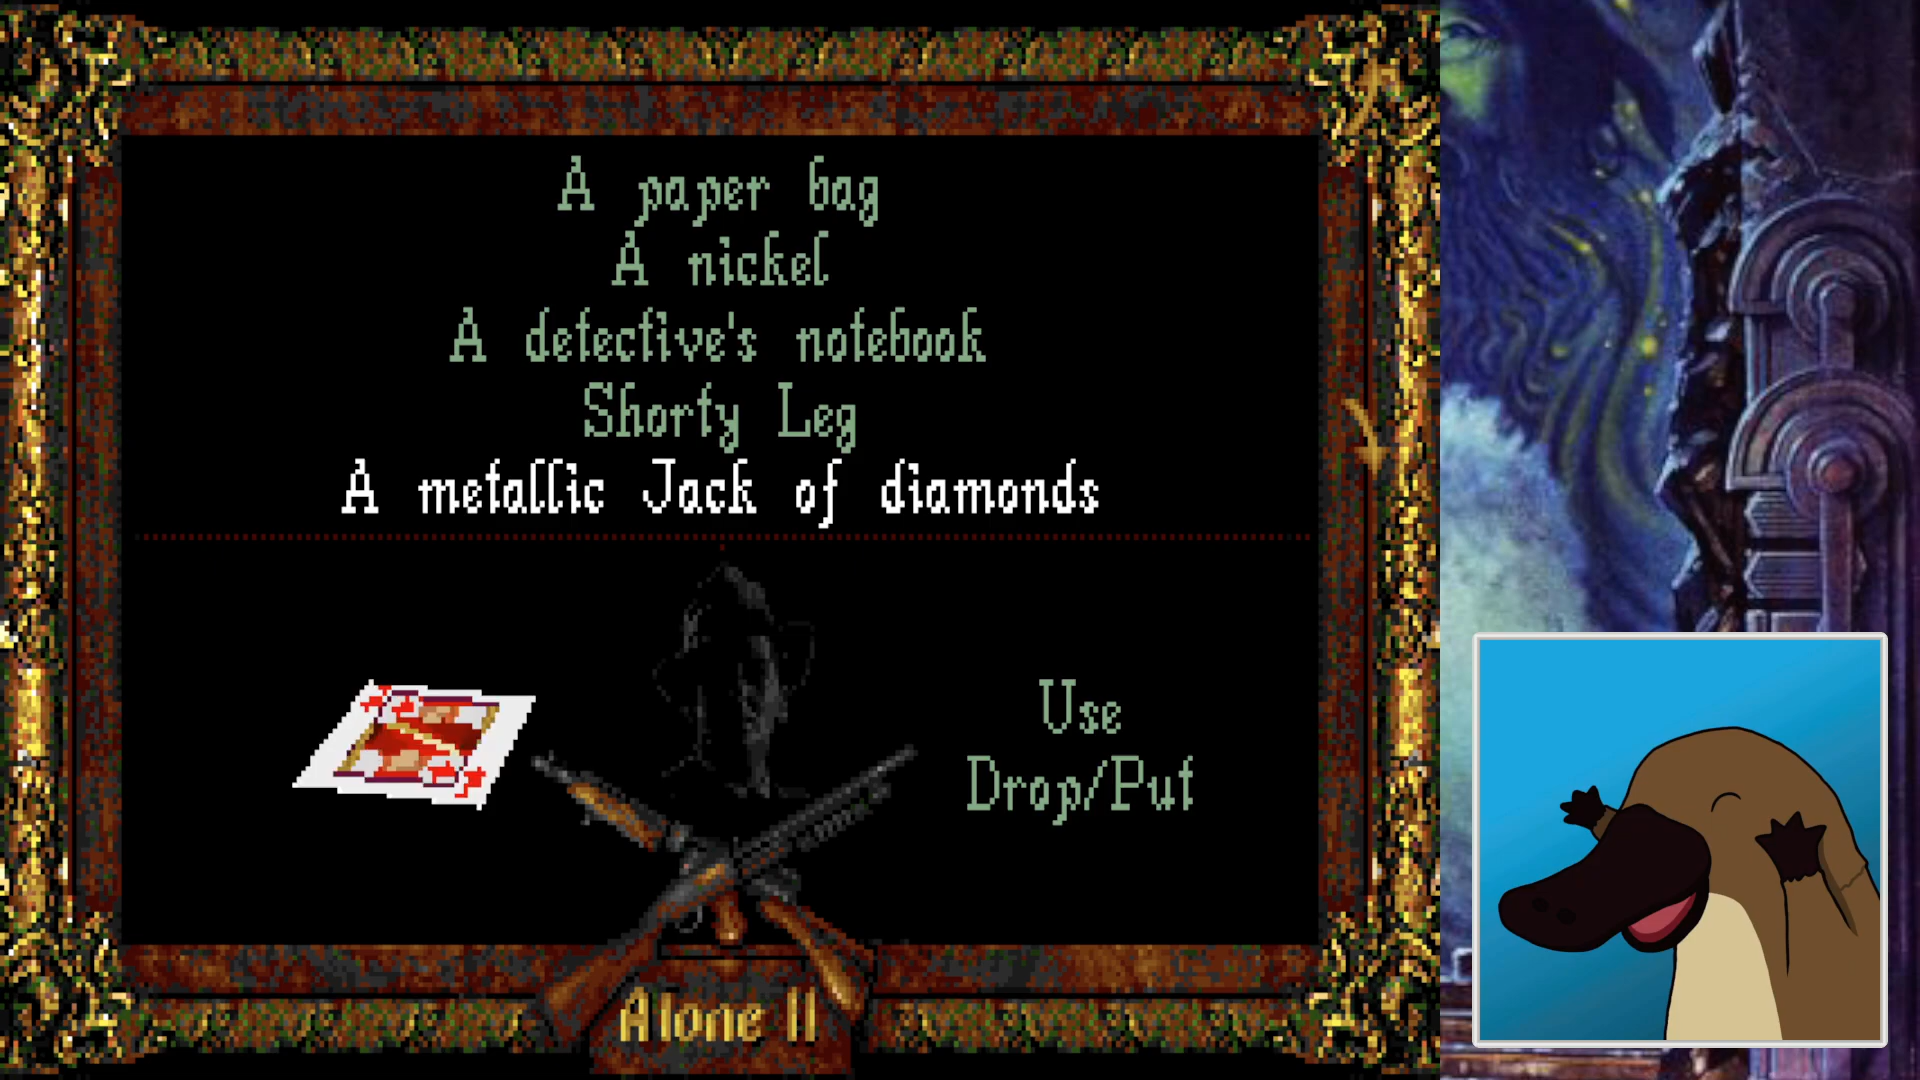 A paper bag
A nickel
A detective's notebook
Shorty Leg
A metallic Jack of diamonds
Use
Drop/Put
Alone II